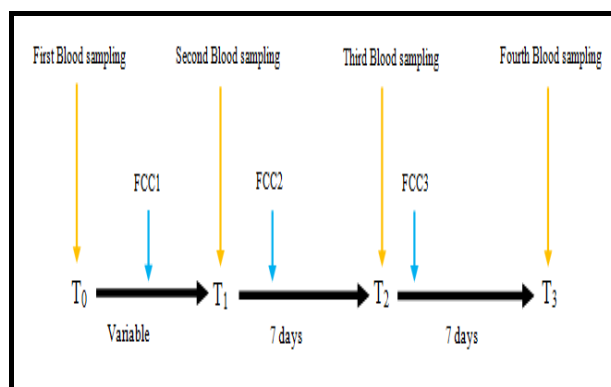 First Blood sampling Second Blood sampling Third Blood sampling Fourth Blood sampling
FCC1 FCC2 FCC3
T0 T1 T2 T3
Variable 7 days 7 days